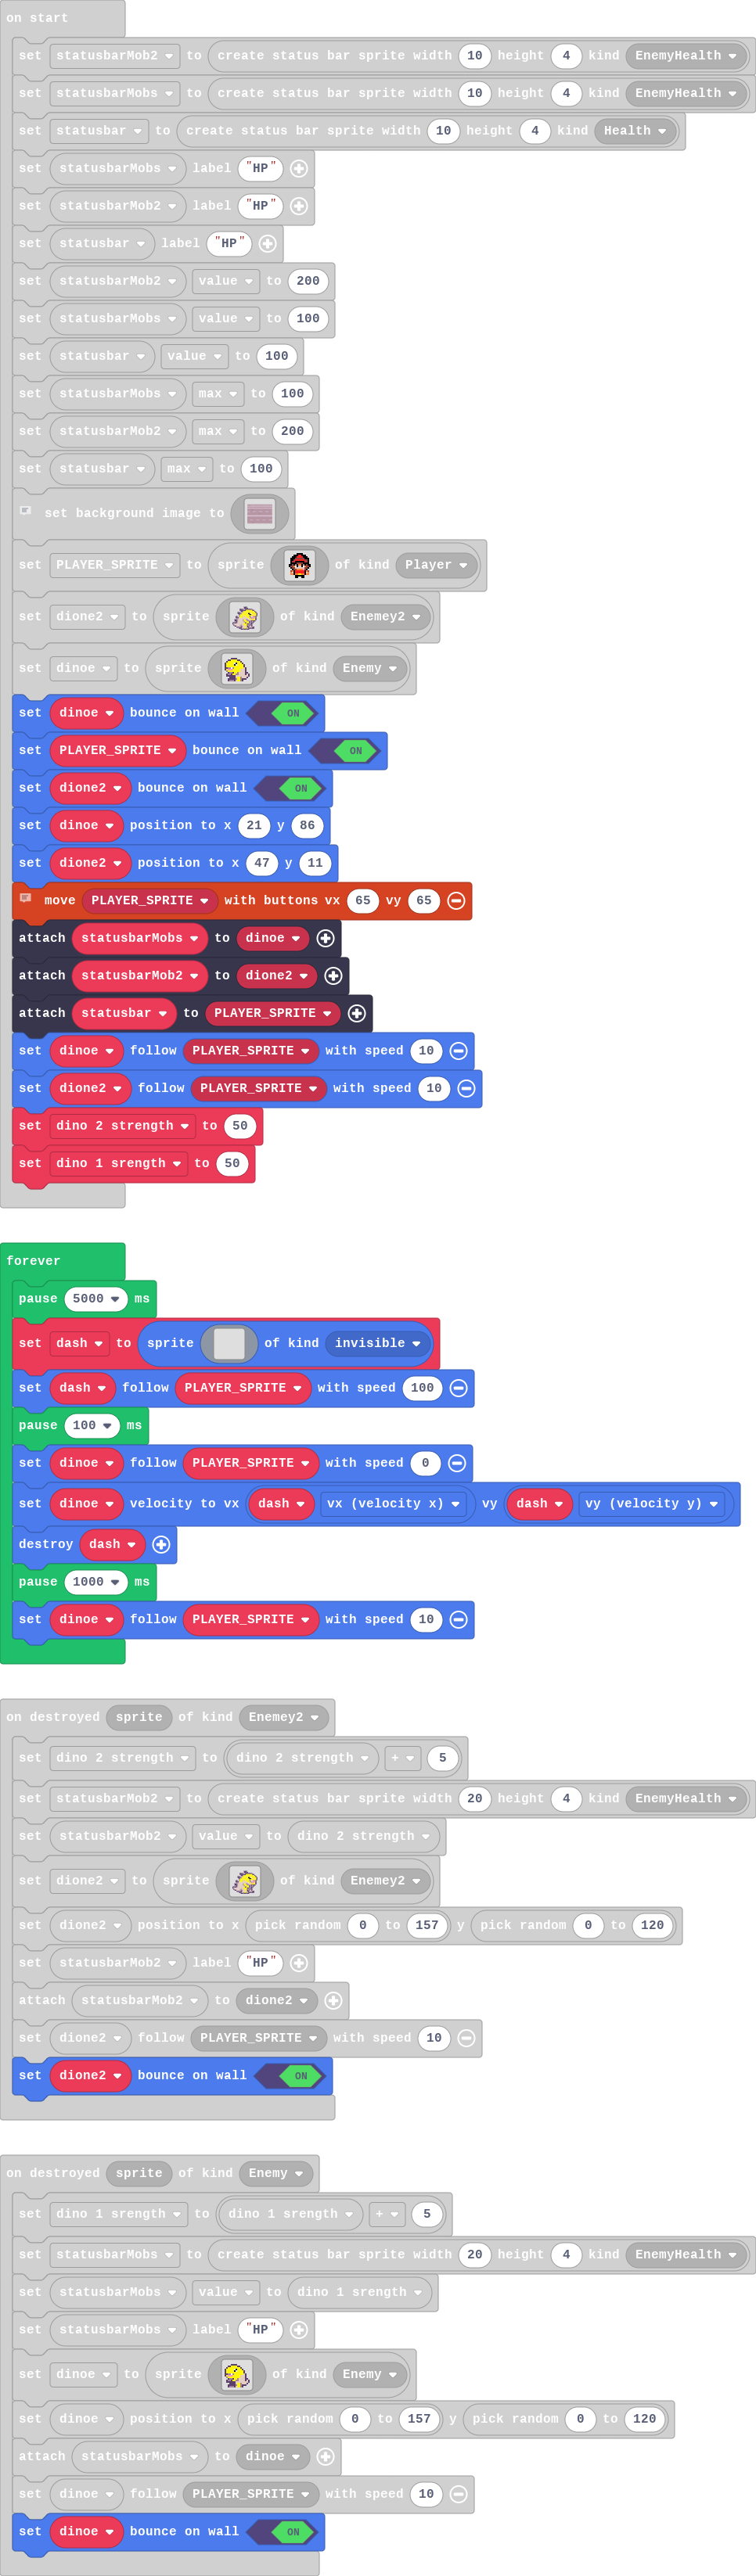 on start
set statusbarMob2 to create status bar sprite width 10 height 4 kind EnemyHealth
set statusbarMobs to create status bar sprite width 10 height 4 kind EnemyHealth
set statusbar to create status bar sprite width 10 height 4 kind Health
set statusbarMobs label "HP"
set statusbarMob2 label "HP"
set statusbar label "HP"
set statusbarMob2 value to 200
set statusbarMobs value to 100
set statusbar value to 100
set statusbarMobs max to 100
set statusbarMob2 max to 200
set statusbar max to 100
set background image to
set PLAYER_SPRITE to sprite of kind Player
set dione2 to sprite of kind Enemey2
set dinoe to sprite of kind Enemy
set dinoe bounce on wall ON
set PLAYER_SPRITE bounce on wall ON
set dione2 bounce on wall ON
set dinoe position to x 21 y 86
set dione2 position to x 47 y 11
move PLAYER_SPRITE with buttons vx 65 vy 65
attach statusbarMobs to dinoe
attach statusbarMob2 to dione2
attach statusbar to PLAYER_SPRITE
set dinoe follow PLAYER_SPRITE with speed 10
set dione2 follow PLAYER_SPRITE with speed 10
set dino 2 strength to 50
set dino 1 srength to 50
forever
pause 5000 ms
set dash to sprite of kind invisible
set dash follow PLAYER_SPRITE with speed 100
pause 100 ms
set dinoe follow PLAYER_SPRITE with speed 0
set dinoe velocity to vx dash vx (velocity x) vy dash vy (velocity y)
destroy dash
pause 1000 ms
set dinoe follow PLAYER_SPRITE with speed 10
on destroyed sprite of kind Enemey2
set dino 2 strength to dino 2 strength + 5
set statusbarMob2 to create status bar sprite width 20 height 4 kind EnemyHealth
set statusbarMob2 value to dino 2 strength
set dione2 to sprite of kind Enemey2
set dione2 position to x pick random 0 to 157 y pick random 0 to 120
set statusbarMob2 label "HP"
attach statusbarMob2 to dione2
set dione2 follow PLAYER_SPRITE with speed 10
set dione2 bounce on wall ON
on destroyed sprite of kind Enemy
set dino 1 srength to dino 1 srength + 5
set statusbarMobs to create status bar sprite width 20 height 4 kind EnemyHealth
set statusbarMobs value to dino 1 srength
set statusbarMobs label "HP"
set dinoe to sprite of kind Enemy
set dinoe position to x pick random 0 to 157 y pick random 0 to 120
attach statusbarMobs to dinoe
set dinoe follow PLAYER_SPRITE with speed 10
set dinoe bounce on wall ON